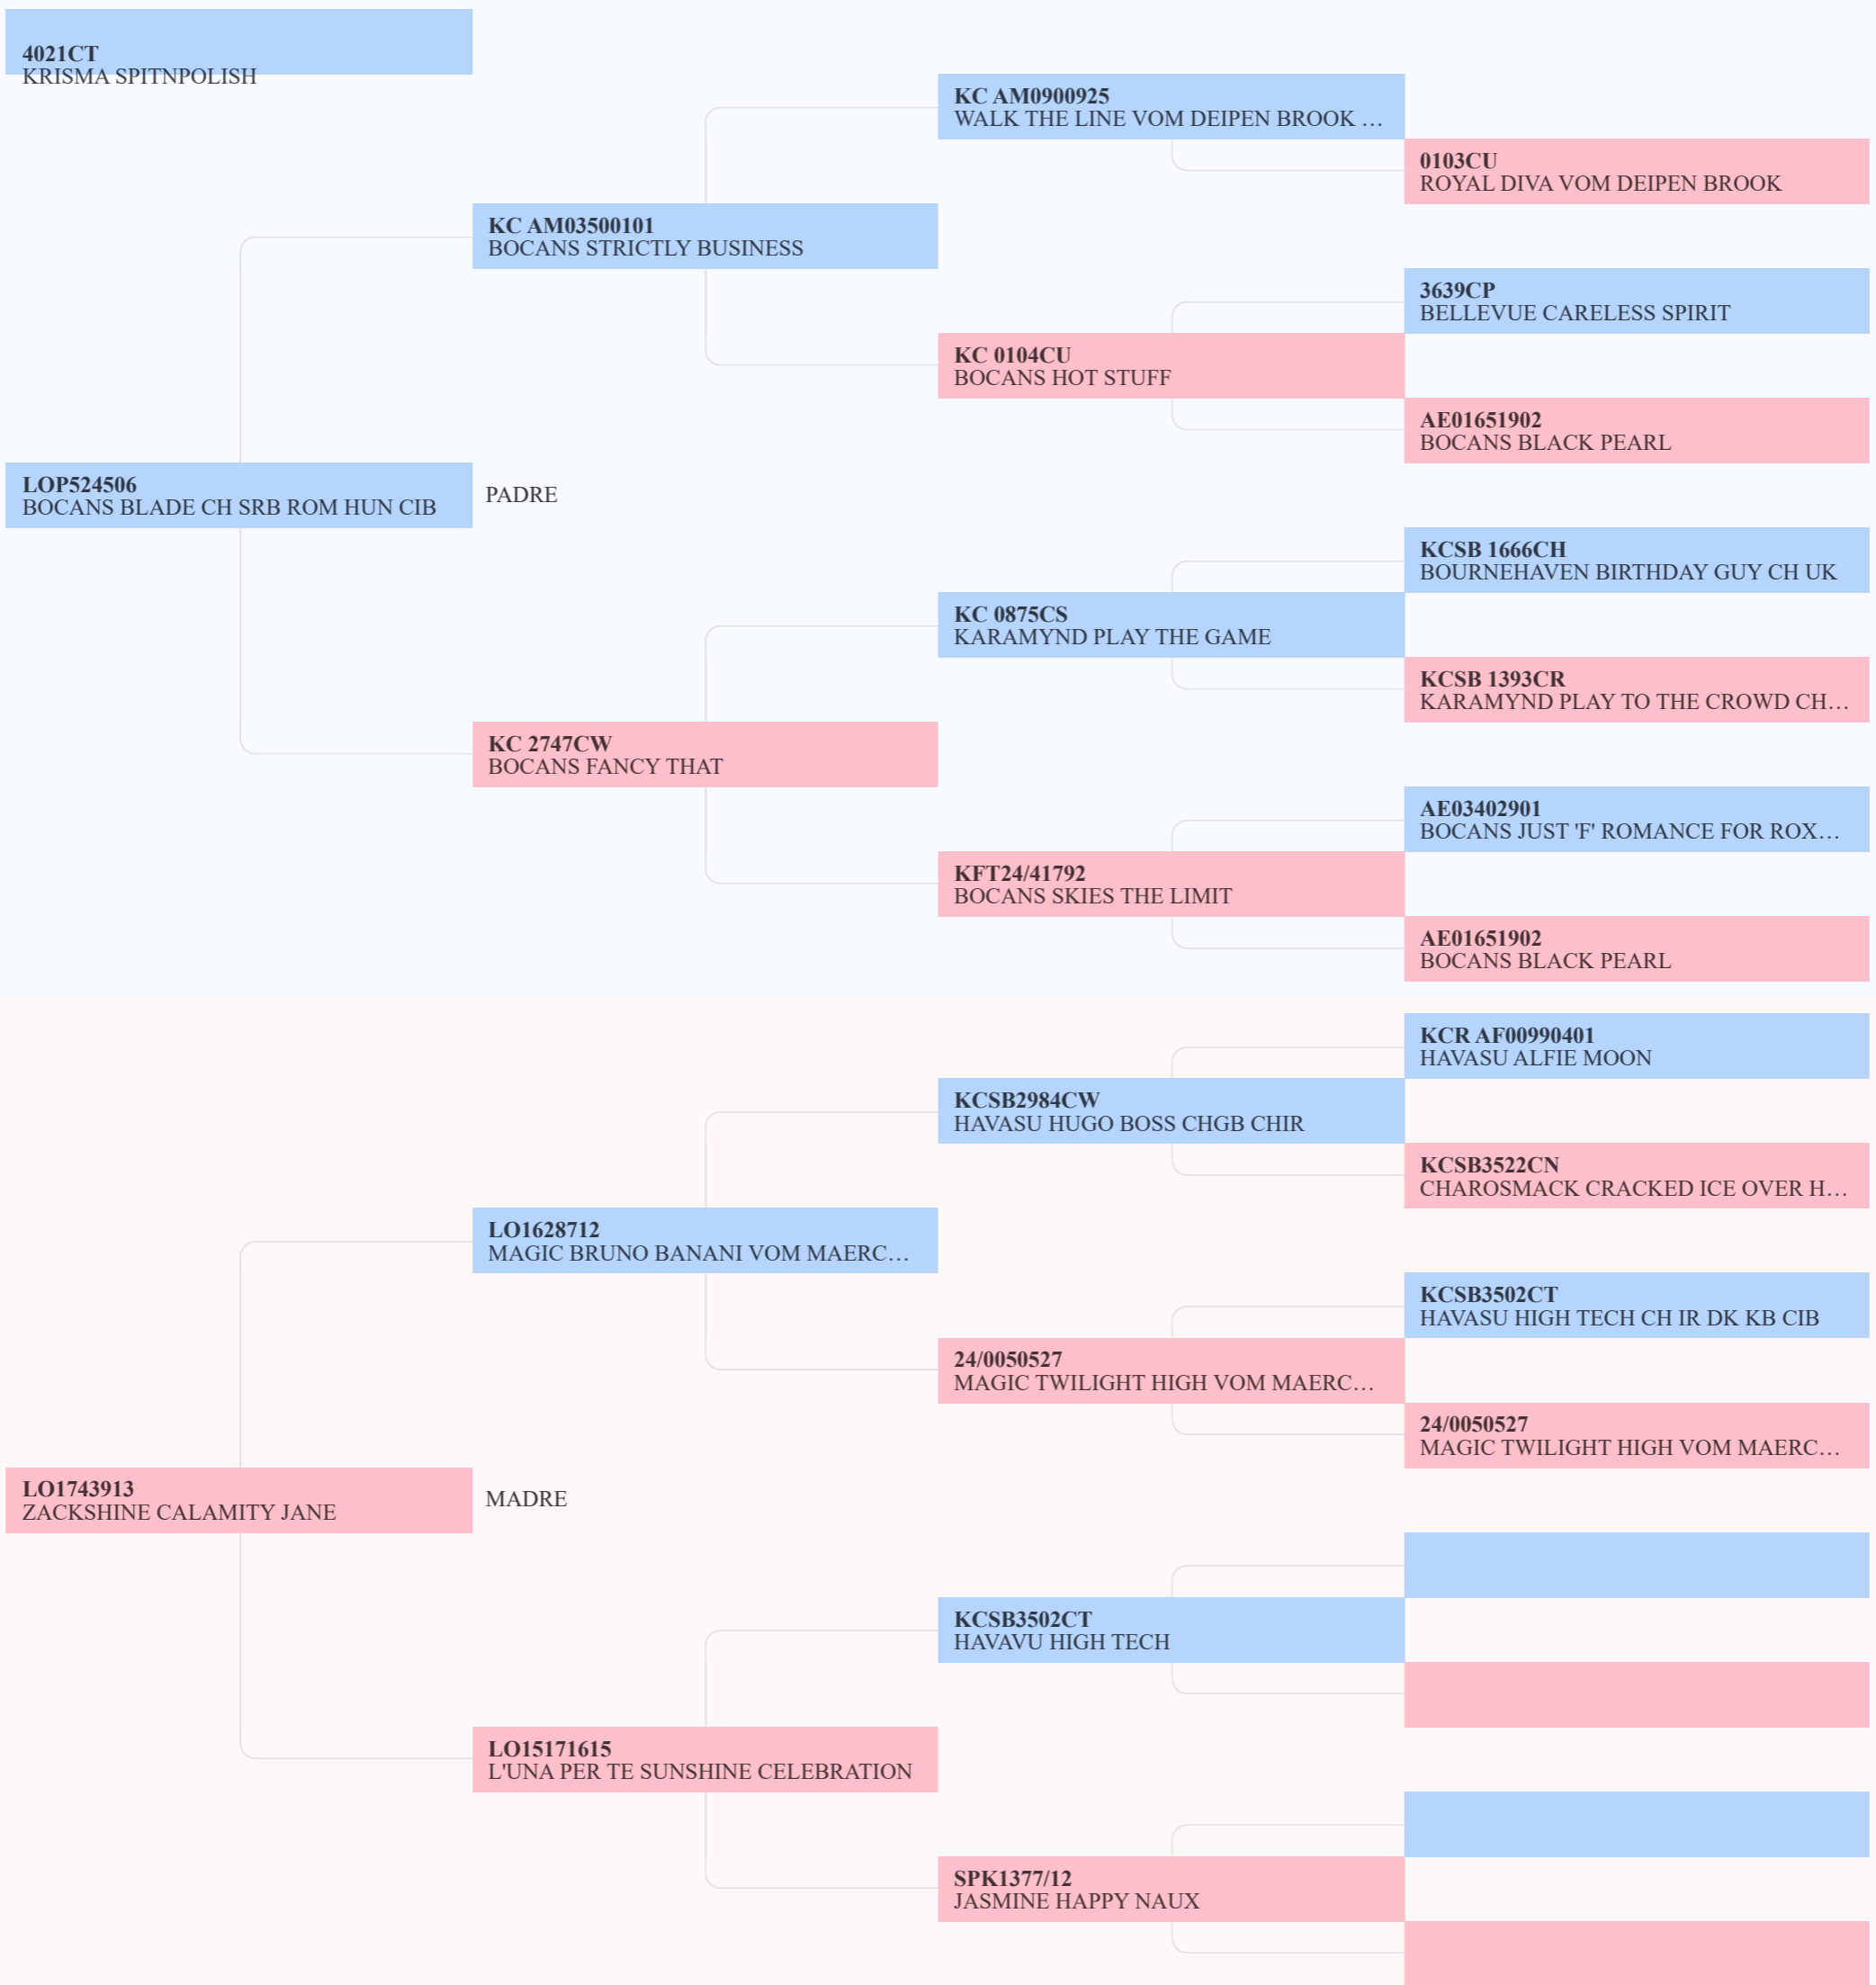 4021CT
KRISMA SPITNPOLISH
KC AM0900925
WALK THE LINE VOM DEIPEN BROOK …
0103CU
ROYAL DIVA VOM DEIPEN BROOK
KC AM03500101
BOCANS STRICTLY BUSINESS
3639CP
BELLEVUE CARELESS SPIRIT
KC 0104CU
BOCANS HOT STUFF
AE01651902
BOCANS BLACK PEARL
LOP524506
BOCANS BLADE CH SRB ROM HUN CIB
PADRE
KCSB 1666CH
BOURNEHAVEN BIRTHDAY GUY CH UK
KC 0875CS
KARAMYND PLAY THE GAME
KCSB 1393CR
KARAMYND PLAY TO THE CROWD CH…
KC 2747CW
BOCANS FANCY THAT
AE03402901
BOCANS JUST 'F' ROMANCE FOR ROX…
KFT24/41792
BOCANS SKIES THE LIMIT
AE01651902
BOCANS BLACK PEARL
KCR AF00990401
HAVASU ALFIE MOON
KCSB2984CW
HAVASU HUGO BOSS CHGB CHIR
KCSB3522CN
CHAROSMACK CRACKED ICE OVER H…
LO1628712
MAGIC BRUNO BANANI VOM MAERC…
KCSB3502CT
HAVASU HIGH TECH CH IR DK KB CIB
24/0050527
MAGIC TWILIGHT HIGH VOM MAERC…
24/0050527
MAGIC TWILIGHT HIGH VOM MAERC…
LO1743913
ZACKSHINE CALAMITY JANE
MADRE
KCSB3502CT
HAVAVU HIGH TECH
LO15171615
L'UNA PER TE SUNSHINE CELEBRATION
SPK1377/12
JASMINE HAPPY NAUX